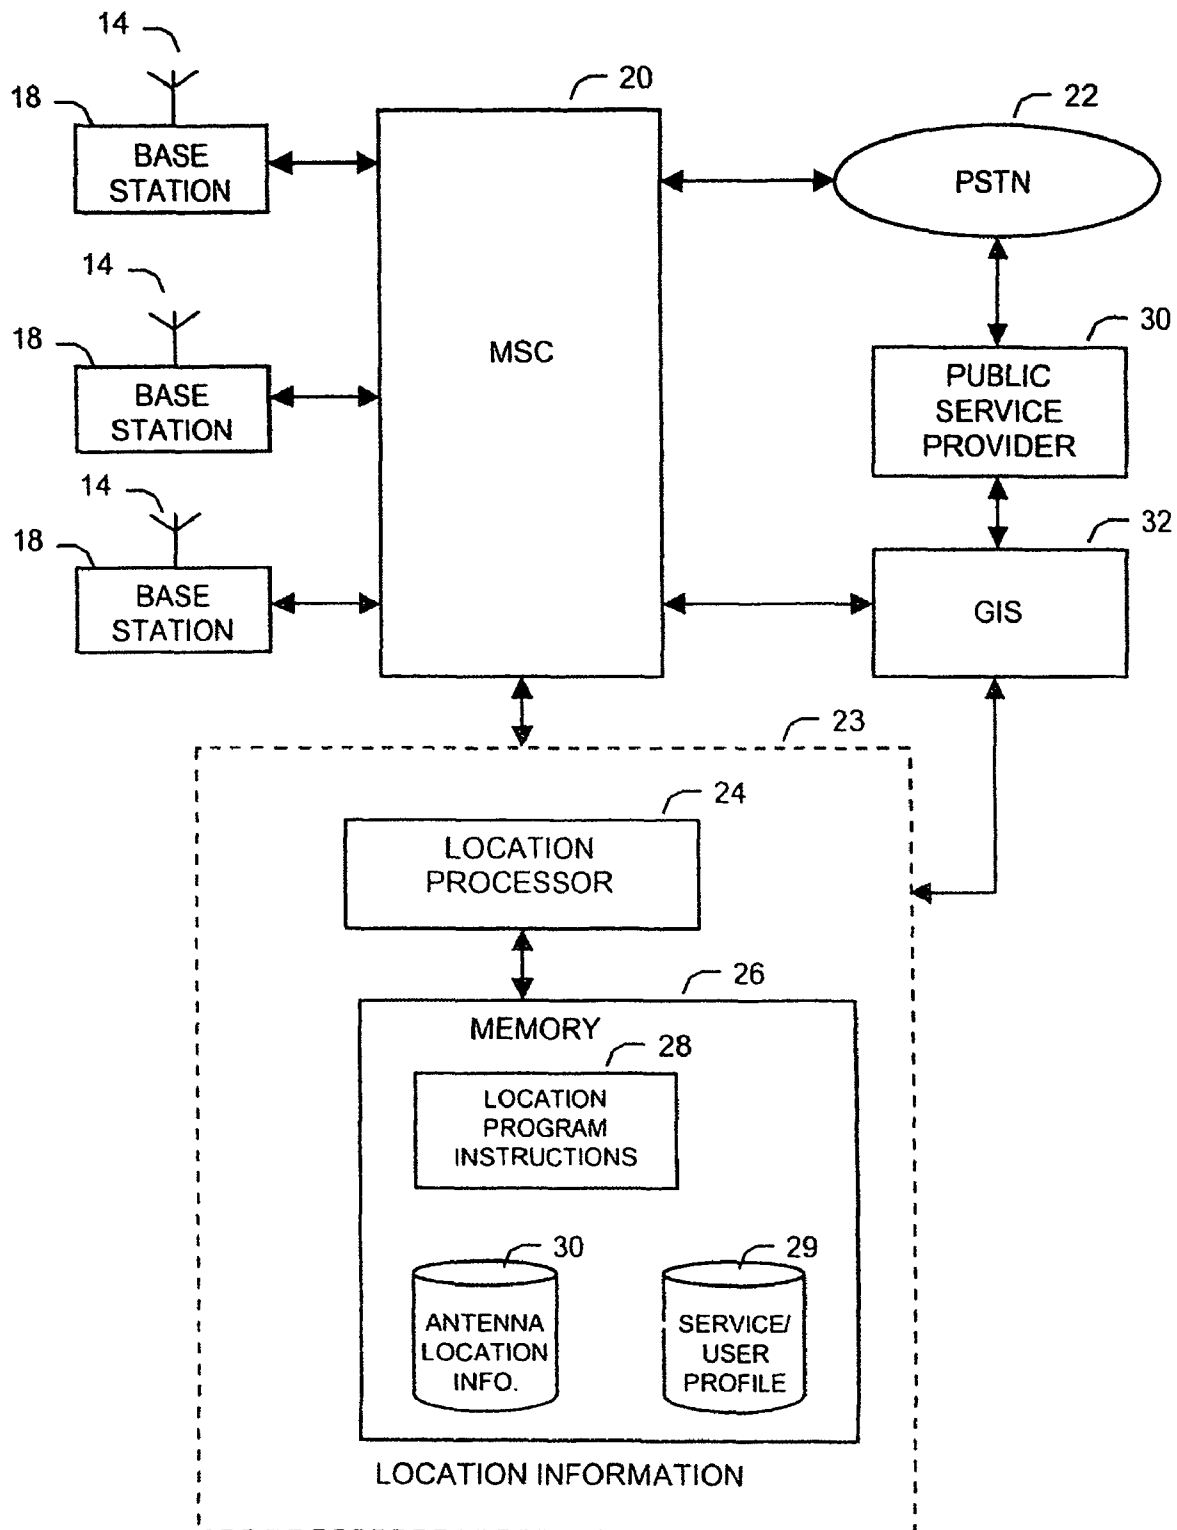 14
20
18
22
BASE
STATION
PSTN
14
18
30
MSC
BASE
STATION
PUBLIC
SERVICE
PROVIDER
14
18
32
BASE
STATION
GIS
23
24
LOCATION
PROCESSOR
26
MEMORY
28
LOCATION
PROGRAM
INSTRUCTIONS
30
29
ANTENNA
LOCATION
INFO.
SERVICE/
USER
PROFILE
LOCATION INFORMATION